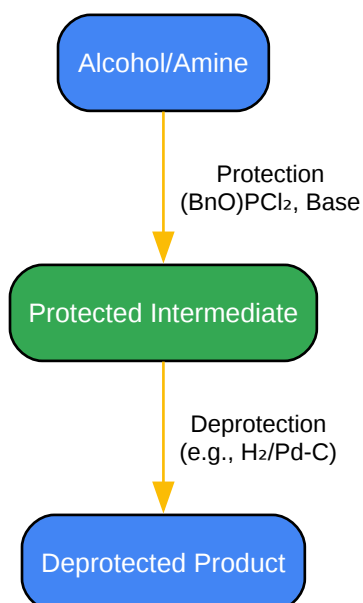 Alcohol/Amine
Protection
(BnO)PCl₂, Base
Protected Intermediate
Deprotection
(e.g., H₂/Pd-C)
Deprotected Product